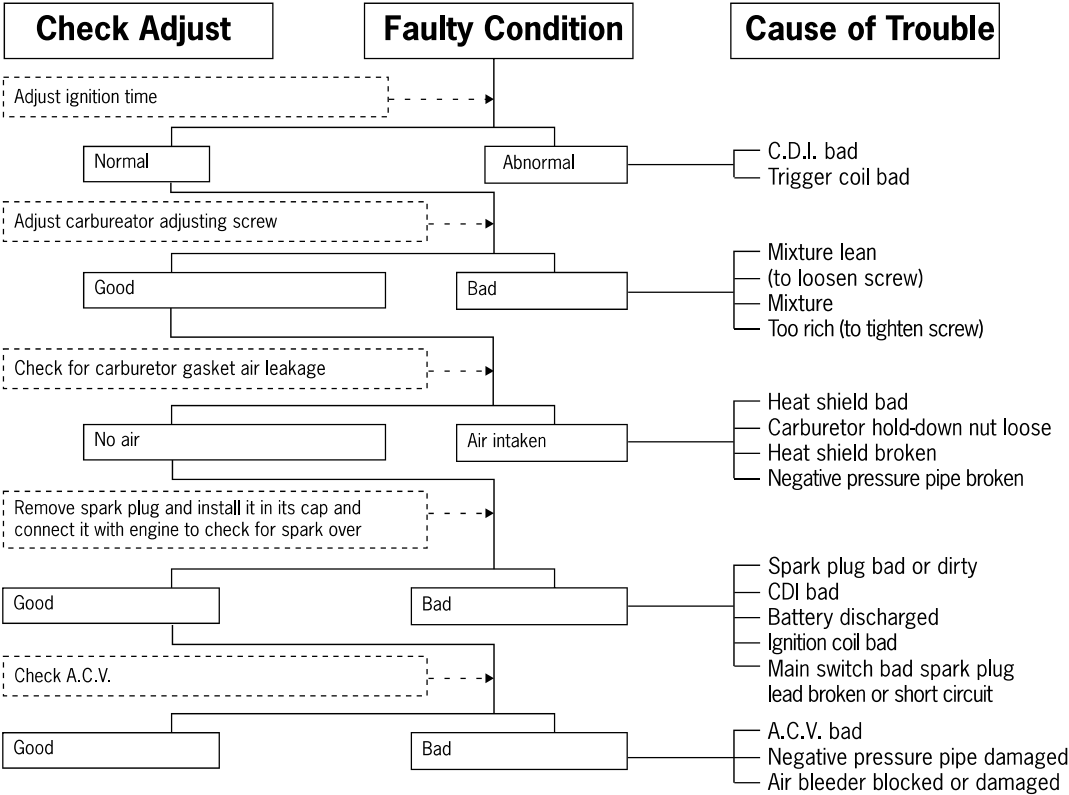 Check Adjust
Faulty Condition
Cause of Trouble
Adjust ignition time
Normal
Abnormal
C.D.I. bad
Trigger coil bad
Adjust carbureator adjusting screw
Good
Bad
Mixture lean
(to loosen screw)
Mixture
Too rich (to tighten screw)
Check for carburetor gasket air leakage
No air
Air intaken
Heat shield bad
Carburetor hold-down nut loose
Heat shield broken
Negative pressure pipe broken
Remove spark plug and install it in its cap and
connect it with engine to check for spark over
Good
Bad
Spark plug bad or dirty
CDI bad
Battery discharged
Ignition coil bad
Main switch bad spark plug
lead broken or short circuit
Check A.C.V.
Good
Bad
A.C.V. bad
Negative pressure pipe damaged
Air bleeder blocked or damaged